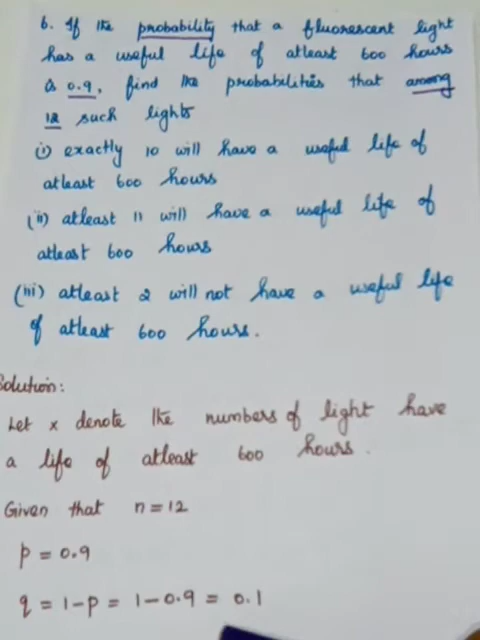 6. If the probability that a fluorescent light
has a useful life of atleast 600 hours
is 0.9, find the probabilities that among
12 such lights
(i) exactly 10 will have a useful life of
atleast 600 hours
(ii) atleast 11 will have a useful life of
atleast 600 hours
(iii) atleast 2 will not have a useful life
of atleast 600 hours.
Solution:
Let x denote the numbers of light have
a life of atleast 600 hours.
Given that n = 12
p = 0.9
q = 1-p = 1-0.9 = 0.1